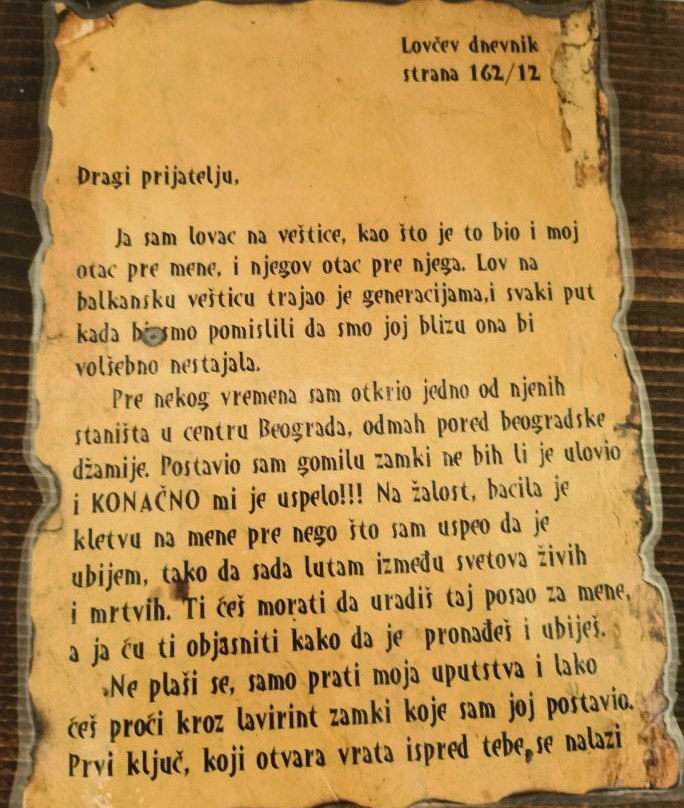 Lovčev dnevnik
strana 162/12
Dragi prijatelju,
Ja sam lovac na veštice, kao što je to bio i moj
otac pre mene, i njegov otac pre njega. Lov na
balkansku vešticu trajao je generacijama,i svaki put
kada bi smo pomislili da smo joj blizu ona bi
volšebno nestajala.
Pre nekog vremena sam otkrio jedno od njenih
staništa u centru Beograda, odmah pored beogradske
džamije. Postavio sam gomilu zamki ne bih li je ulovio
i KONAČNO mi je uspelo!!! Na žalost, bacila je
kletvu na mene pre nego što sam uspeo da je
ubijem, tako da sada lutam između svetova živih
i mrtvih. Ti ćeš morati da uradiš taj posao za mene,
a ja ću ti objasniti kako da je pronađeš i ubiješ.
Ne plaši se, samo prati moja uputstva i lako
ćeš proći kroz lavirint zamki koje sam joj postavio.
Prvi ključ, koji otvara vrata ispred tebe,se nalazi